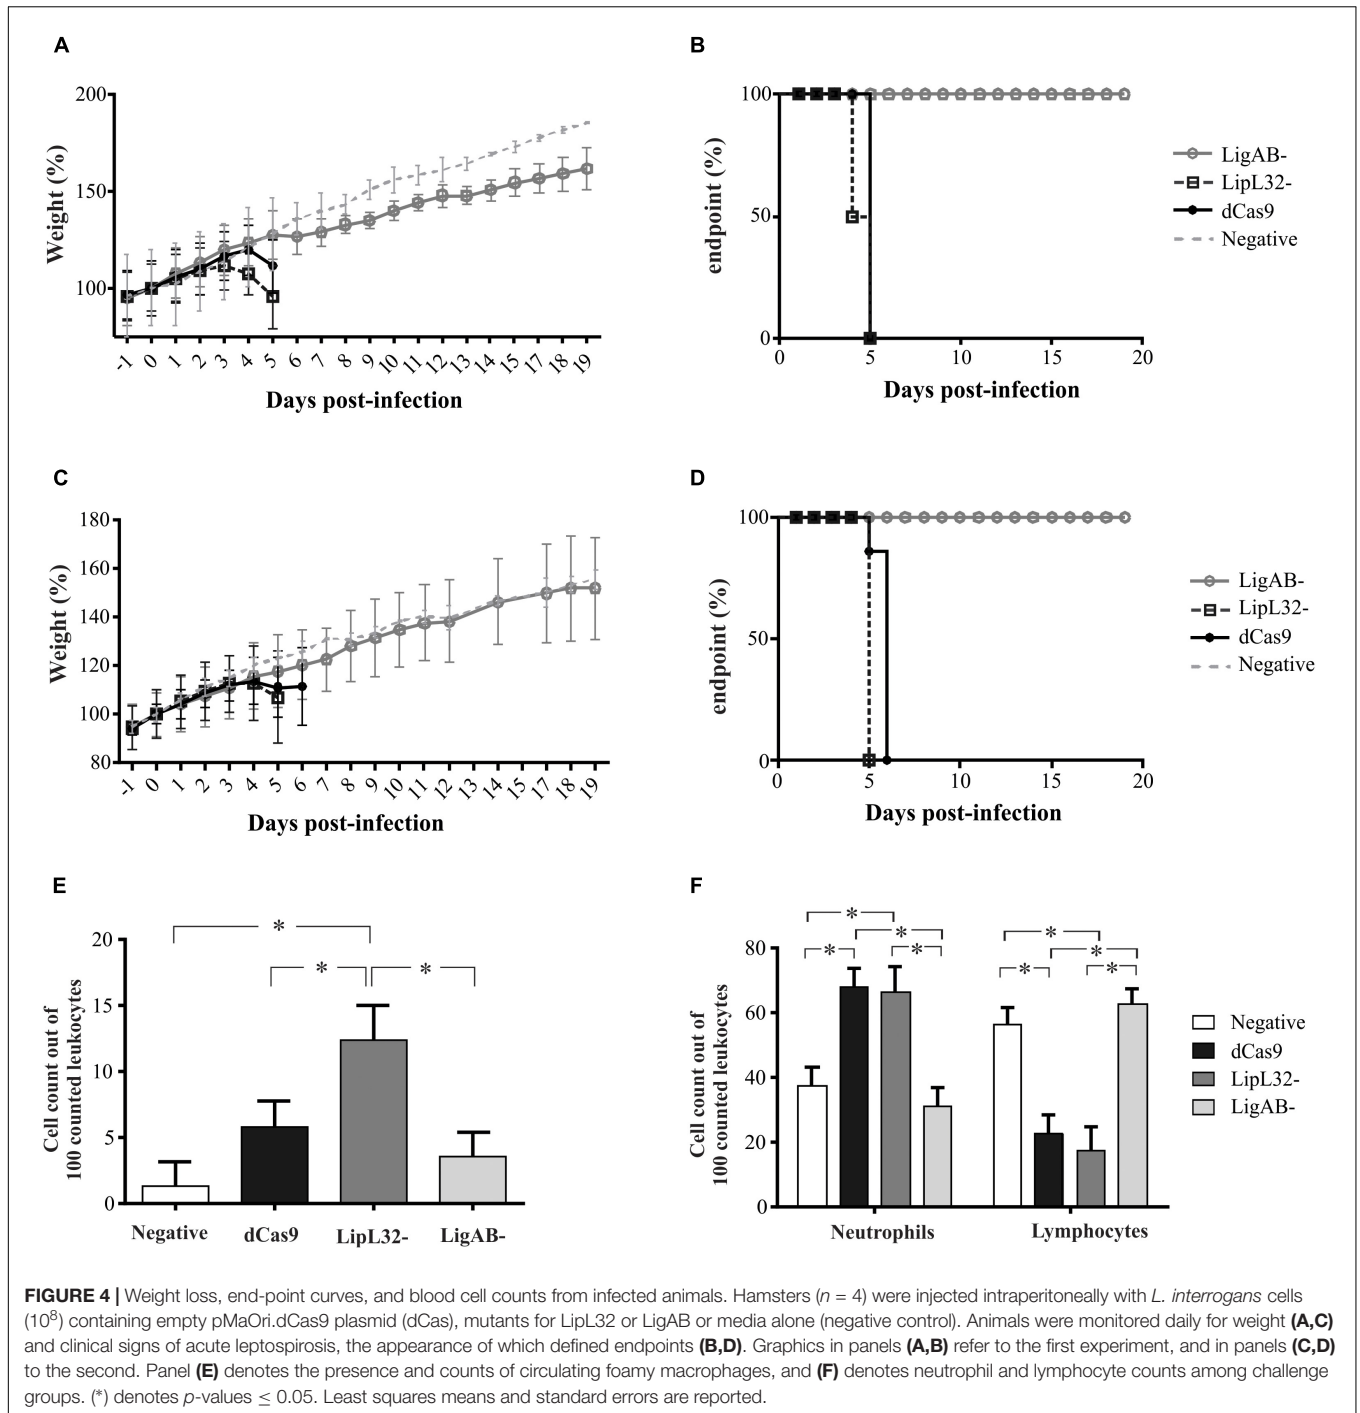 A
200
150
100
Weight (%)
-1 0 1 2 3 4 5 6 7 8 9 10 11 12 13 14 15 17 18 19
Days post-infection
B
100
50
0
endpoint (%)
0 5 10 15 20
Days post-infection
LigAB-
LipL32-
dCas9
Negative
C
180
160
140
120
100
80
Weight (%)
-1 0 1 2 3 4 5 6 7 8 9 10 11 12 13 14 15 17 18 19
Days post-infection
D
100
50
0
endpoint (%)
0 5 10 15 20
Days post-infection
LigAB-
LipL32-
dCas9
Negative
E
20
15
10
5
0
Cell count out of
100 counted leukocytes
* * *
Negative dCas9 LipL32- LigAB-
F
80
60
40
20
0
Cell count out of
100 counted leukocytes
* * * * * * * *
Neutrophils Lymphocytes
Negative
dCas9
LipL32-
LigAB-
FIGURE 4 | Weight loss, end-point curves, and blood cell counts from infected animals. Hamsters (n = 4) were injected intraperitoneally with L. interrogans cells
(10⁸) containing empty pMaOri.dCas9 plasmid (dCas), mutants for LipL32 or LigAB or media alone (negative control). Animals were monitored daily for weight (A,C)
and clinical signs of acute leptospirosis, the appearance of which defined endpoints (B,D). Graphics in panels (A,B) refer to the first experiment, and in panels (C,D)
to the second. Panel (E) denotes the presence and counts of circulating foamy macrophages, and (F) denotes neutrophil and lymphocyte counts among challenge
groups. (*) denotes p-values ≤ 0.05. Least squares means and standard errors are reported.